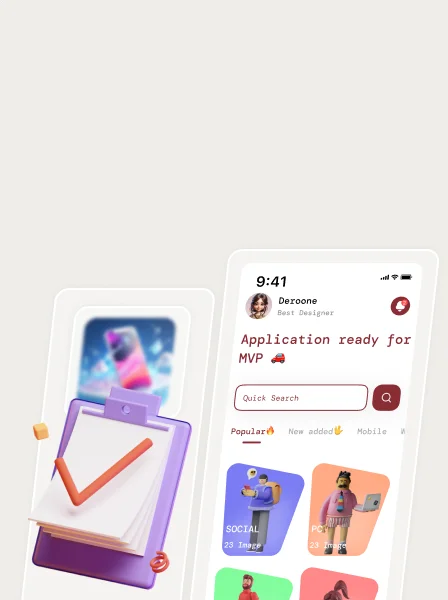 9:41
Deroone
Best Designer
Application ready for
MVP 🚗
Quick Search
Popular🔥 New added🖖 Mobile
SOCIAL
23 Image
PC
23 Image